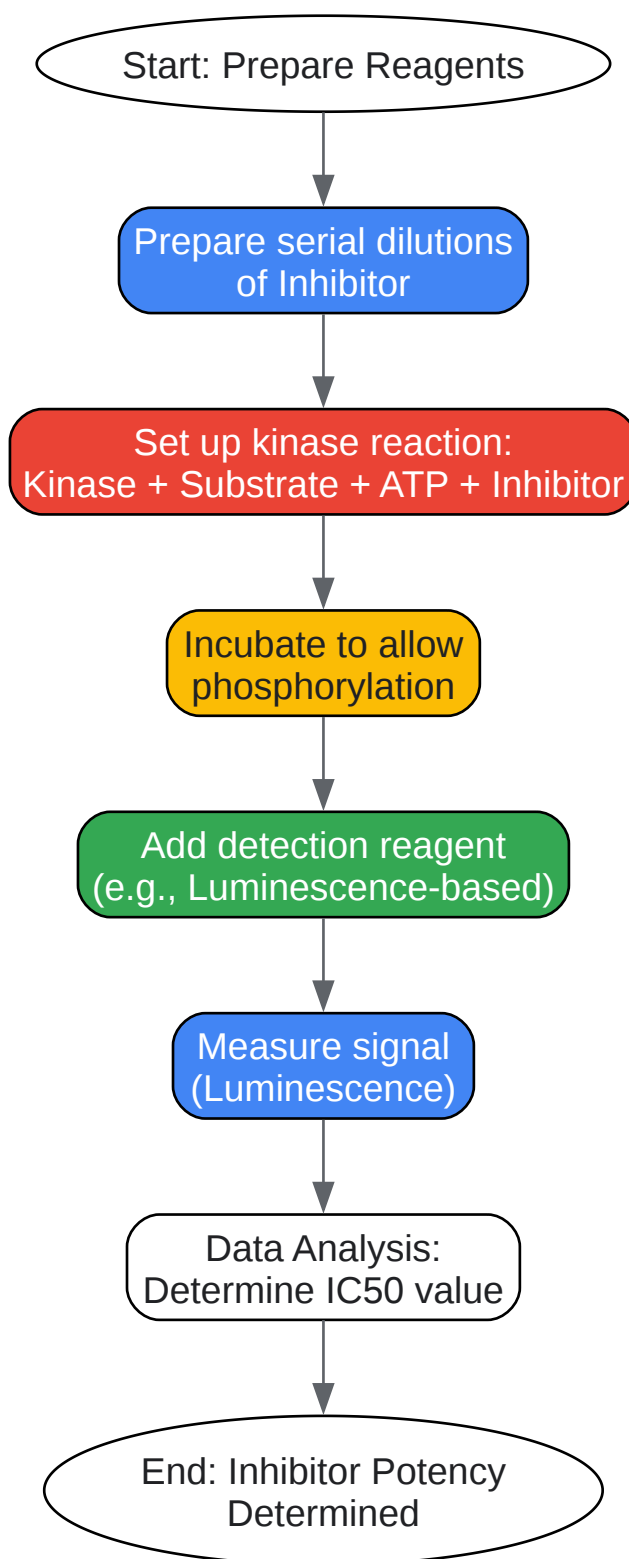 Start: Prepare Reagents
Prepare serial dilutions
of Inhibitor
Set up kinase reaction:
Kinase + Substrate + ATP + Inhibitor
Incubate to allow
phosphorylation
Add detection reagent
(e.g., Luminescence-based)
Measure signal
(Luminescence)
Data Analysis:
Determine IC50 value
End: Inhibitor Potency
Determined